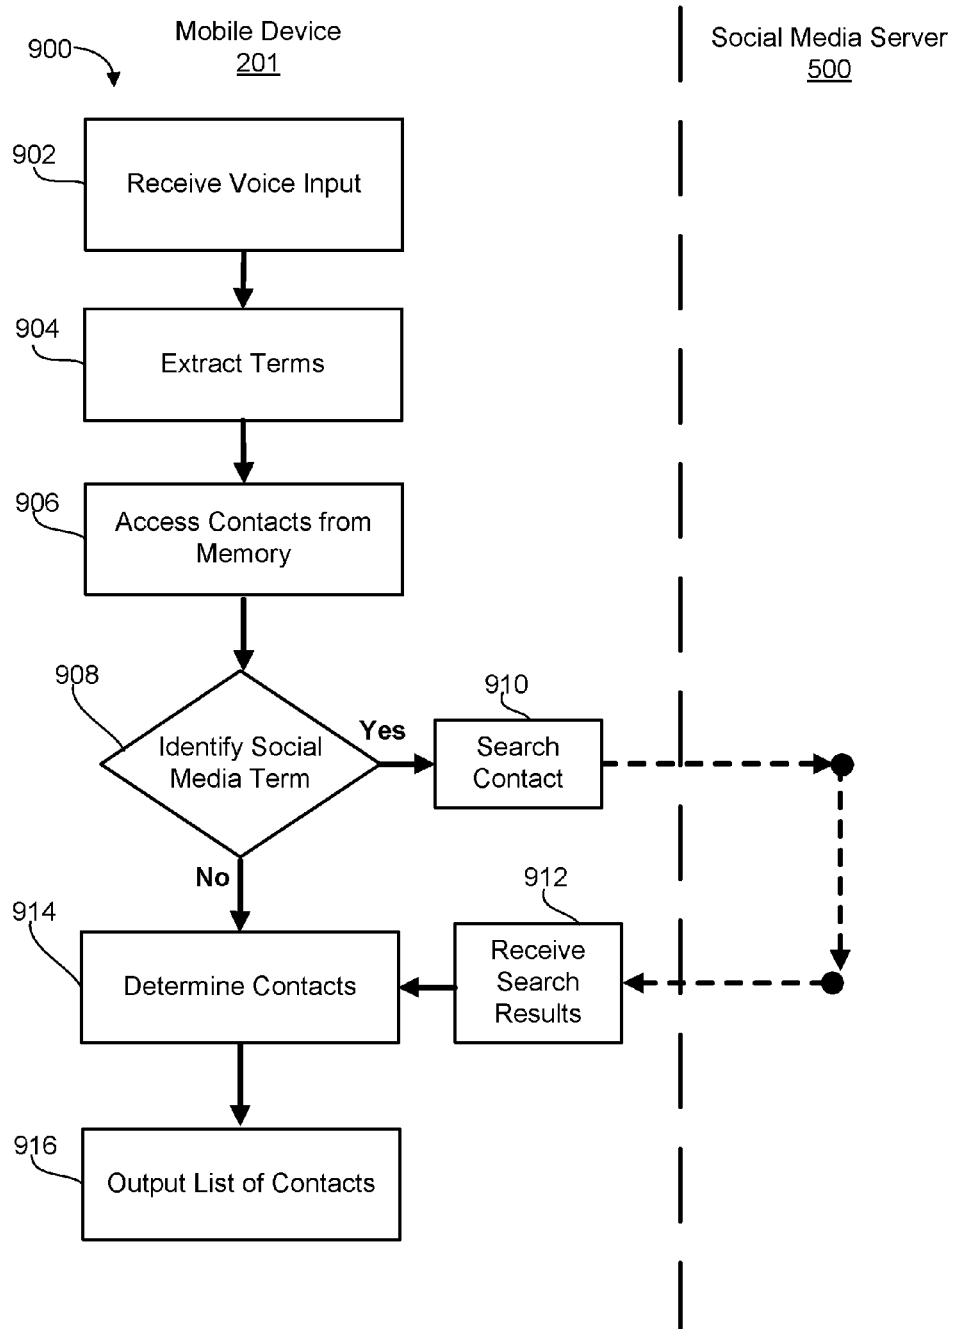 Mobile Device
201
Social Media Server
500
900
902
Receive Voice Input
904
Extract Terms
906
Access Contacts from
Memory
908
Identify Social
Media Term
Yes
910
Search
Contact
No
912
Receive
Search
Results
914
Determine Contacts
916
Output List of Contacts